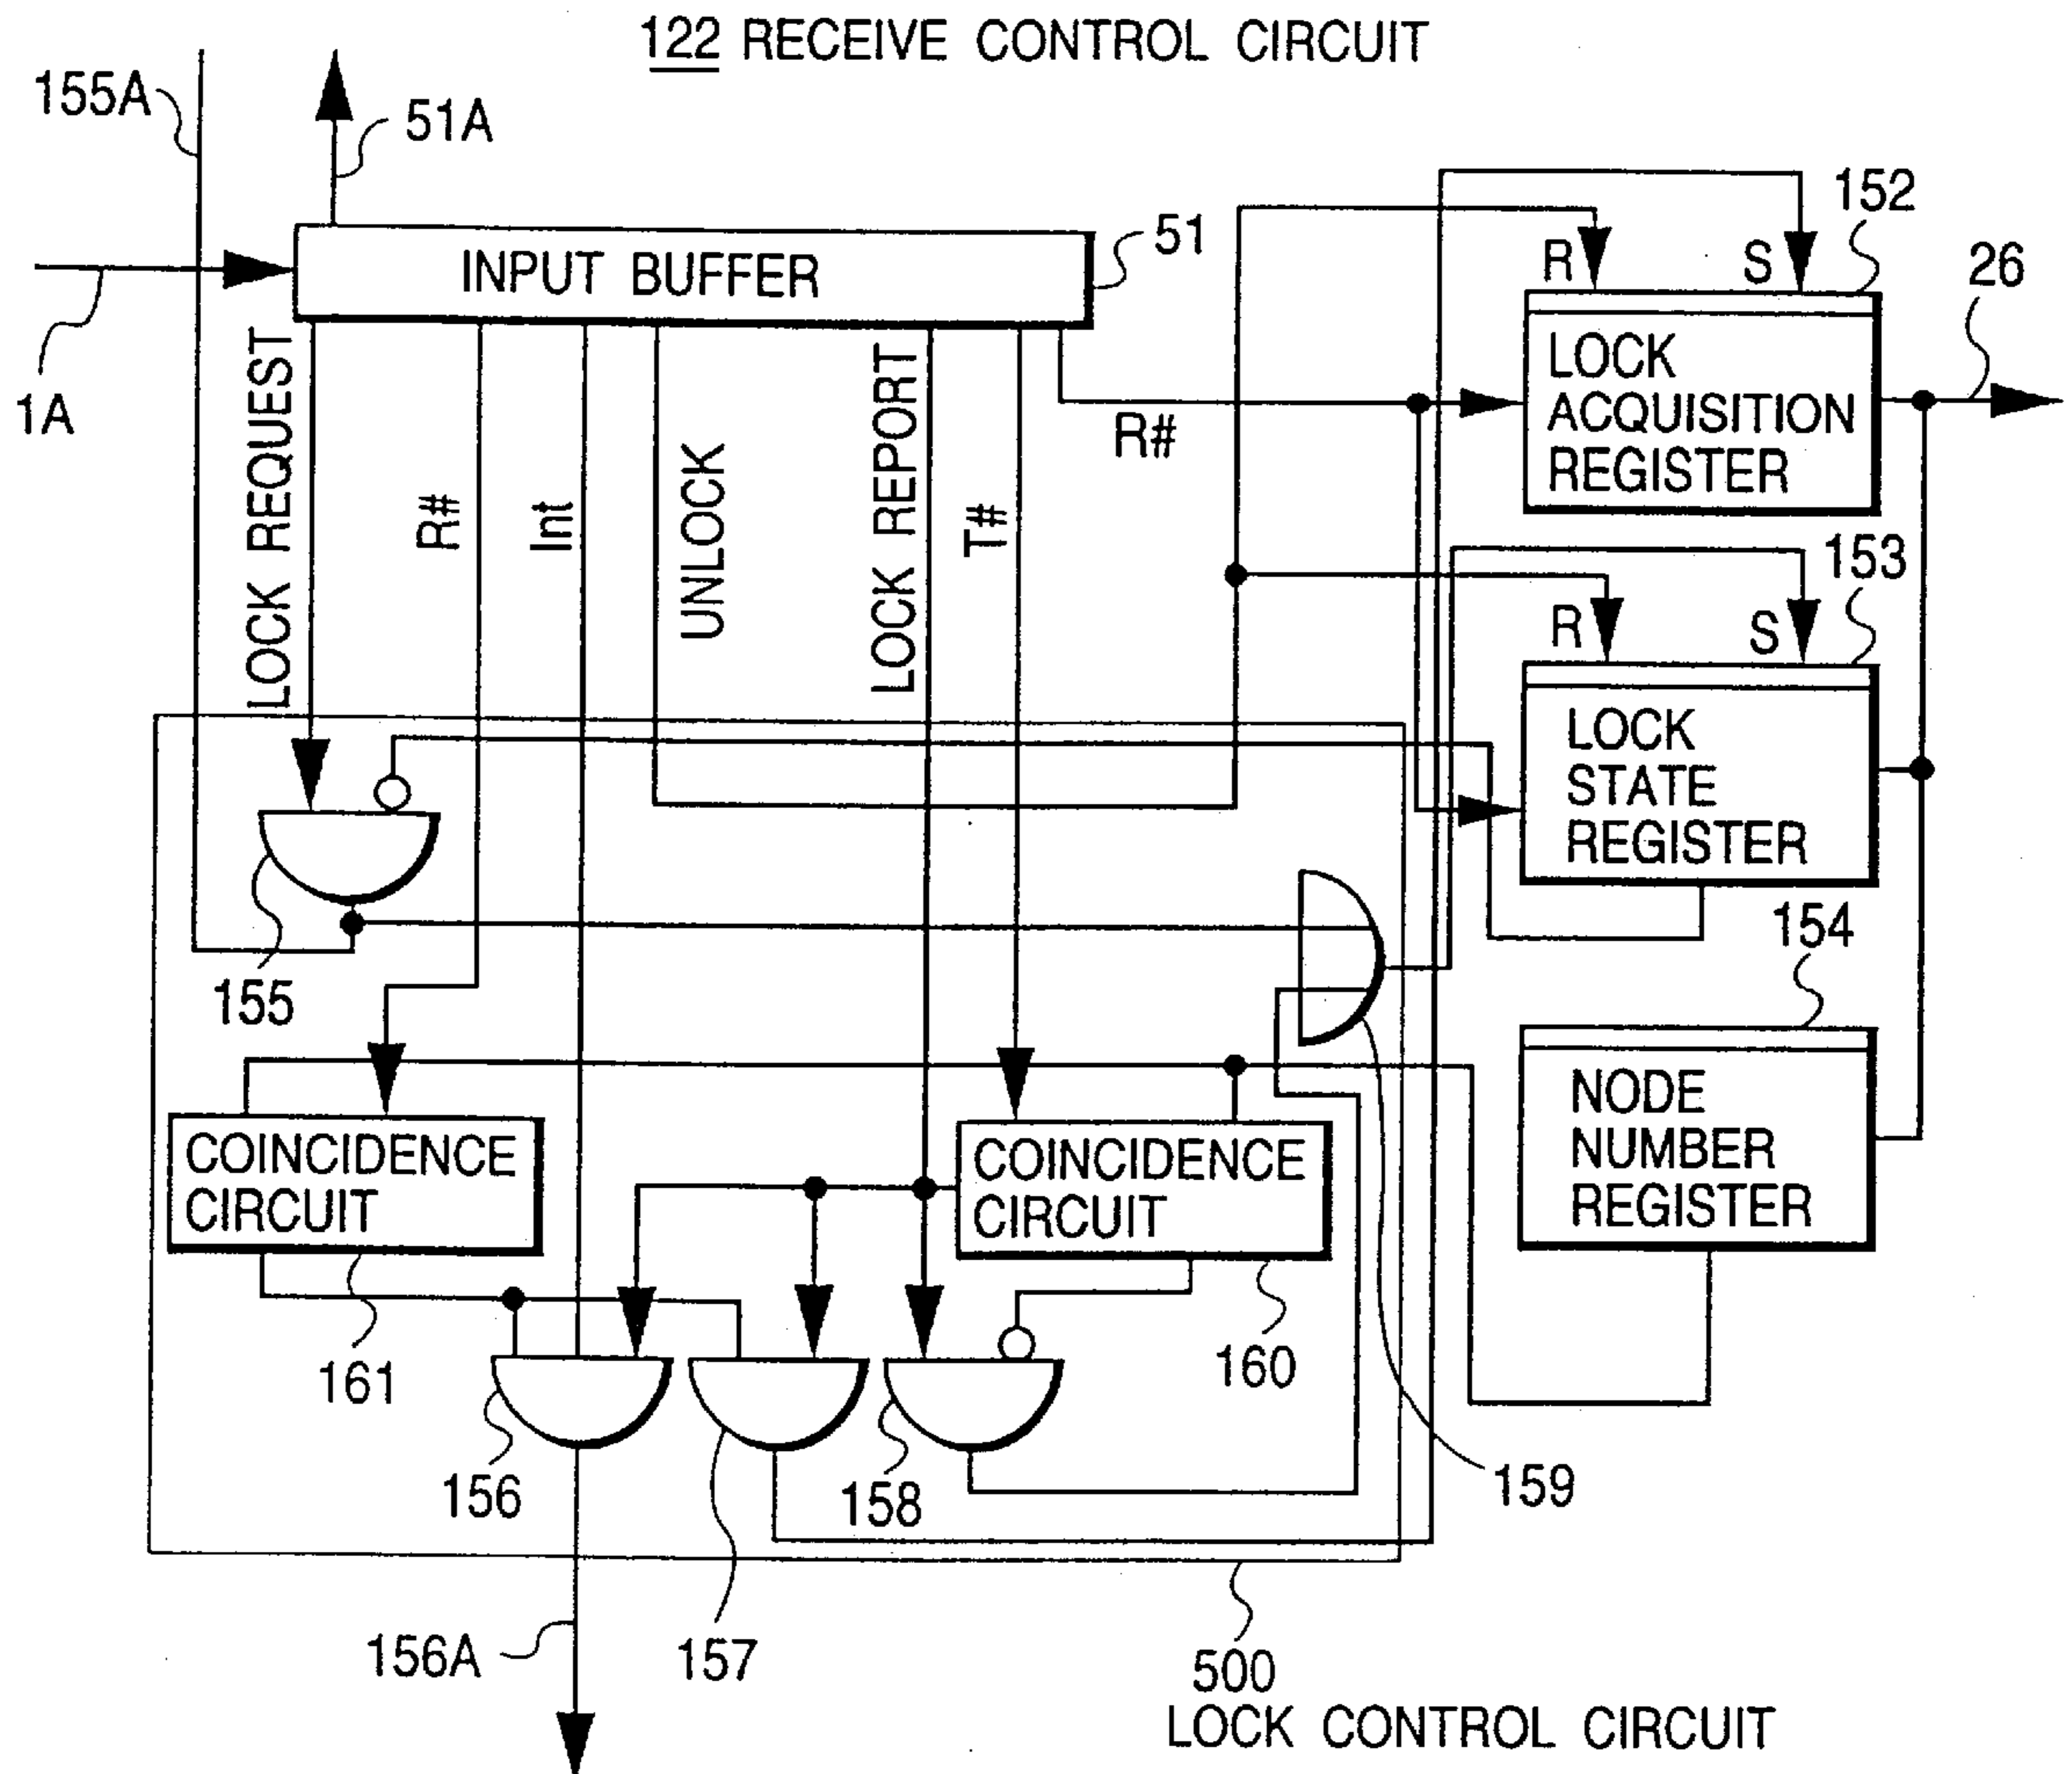 122 RECEIVE CONTROL CIRCUIT
155A
51A
1A
INPUT BUFFER
51
R
S
152
26
LOCK
ACQUISITION
REGISTER
LOCK REQUEST
R#
Int
UNLOCK
LOCK REPORT
T#
R#
R
S
153
LOCK
STATE
REGISTER
155
154
NODE
NUMBER
REGISTER
COINCIDENCE
CIRCUIT
COINCIDENCE
CIRCUIT
161
160
156
158
159
156A
157
500
LOCK CONTROL CIRCUIT